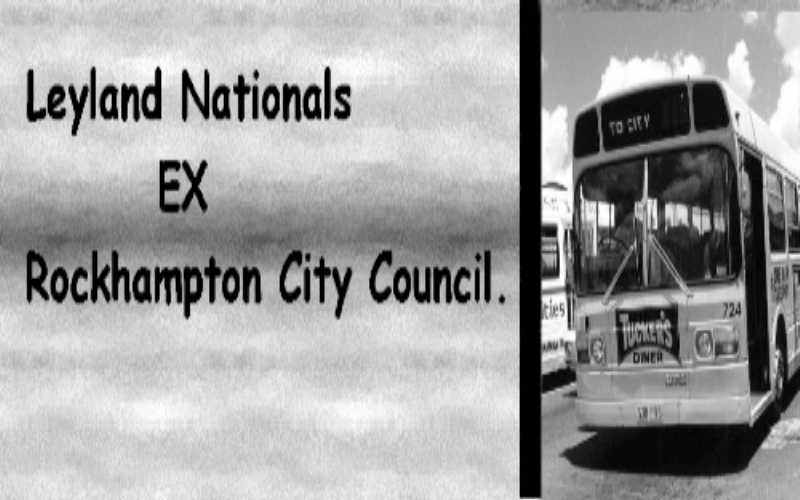 Leyland Nationals
EX
Rockhampton City Council.
TO CITY
724
TUCKER'S
DINER